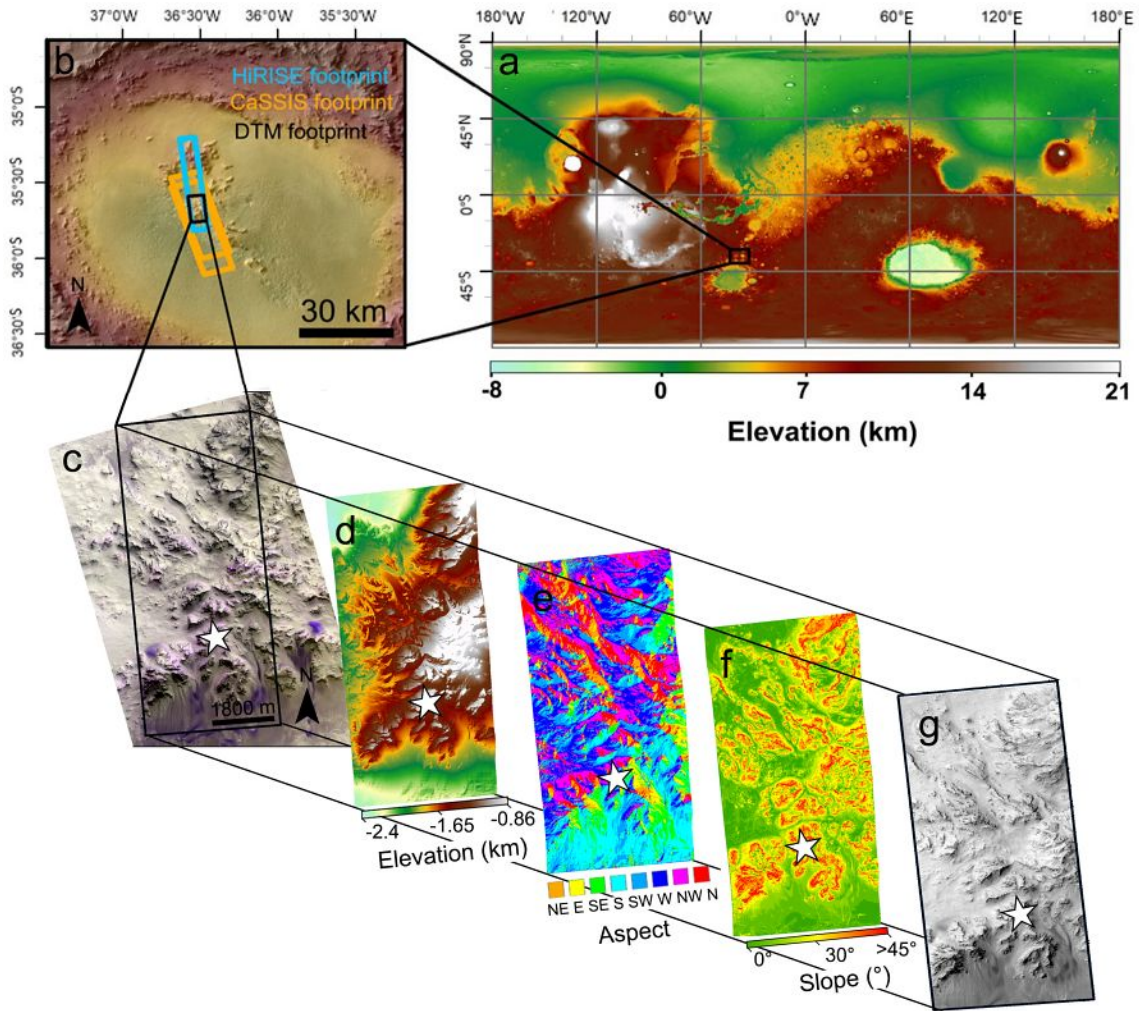 37°W 36°30'W 36°W 35°30'W
180°W 120°W 60°W 0°W 60°E 120°E 180°E
b
HiRISE footprint
CaSSIS footprint
DTM footprint
35°0'S
35°30'S
36°0'S
36°30'S
N
30 km
a
90°N
45°N
0°S
45°S
-8 0 7 14 21
Elevation (km)
c
N
1800 m
d
-2.4 -1.65 -0.86
Elevation (km)
e
NE E SE S SW W NW N
Aspect
f
0° 30° >45°
Slope (°)
g